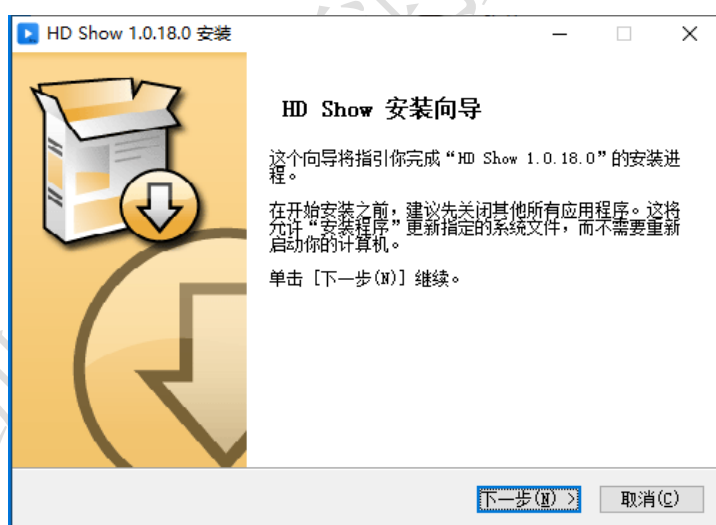 HD Show 1.0.18.0 安装
HD Show 安装向导
这个向导将指引你完成“HD Show 1.0.18.0”的安装进
程。
在开始安装之前，建议先关闭其他所有应用程序。这将
允许“安装程序”更新指定的系统文件，而不需要重新
启动你的计算机。
单击 [下一步(N)] 继续。
下一步(N) >
取消(C)